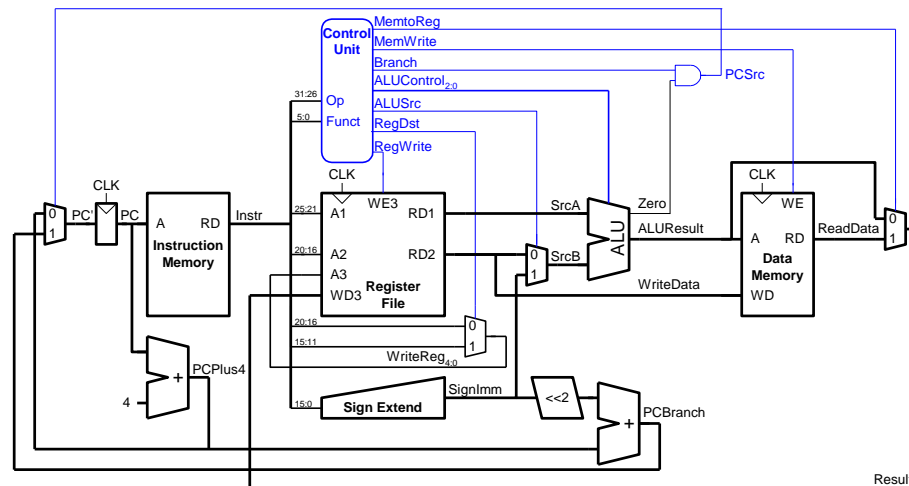 MemtoReg
Control
Unit
MemWrite
Branch
PCSrc
ALUControl2:0
31:26
Op
ALUSrc
5:0
Funct
RegDst
RegWrite
CLK
CLK
CLK
0
1
PC'
PC
A
RD
Instruction
Memory
Instr
25:21
A1
WE3
RD1
SrcA
Zero
WE
0
1
20:16
A2
RD2
0
1
SrcB
ALU
ALUResult
A
RD
ReadData
A3
Register
File
Data
Memory
WD3
WriteData
WD
20:16
0
15:11
1
WriteReg4:0
PCPlus4
+
4
SignImm
15:0
Sign Extend
<<2
+
PCBranch
Resul